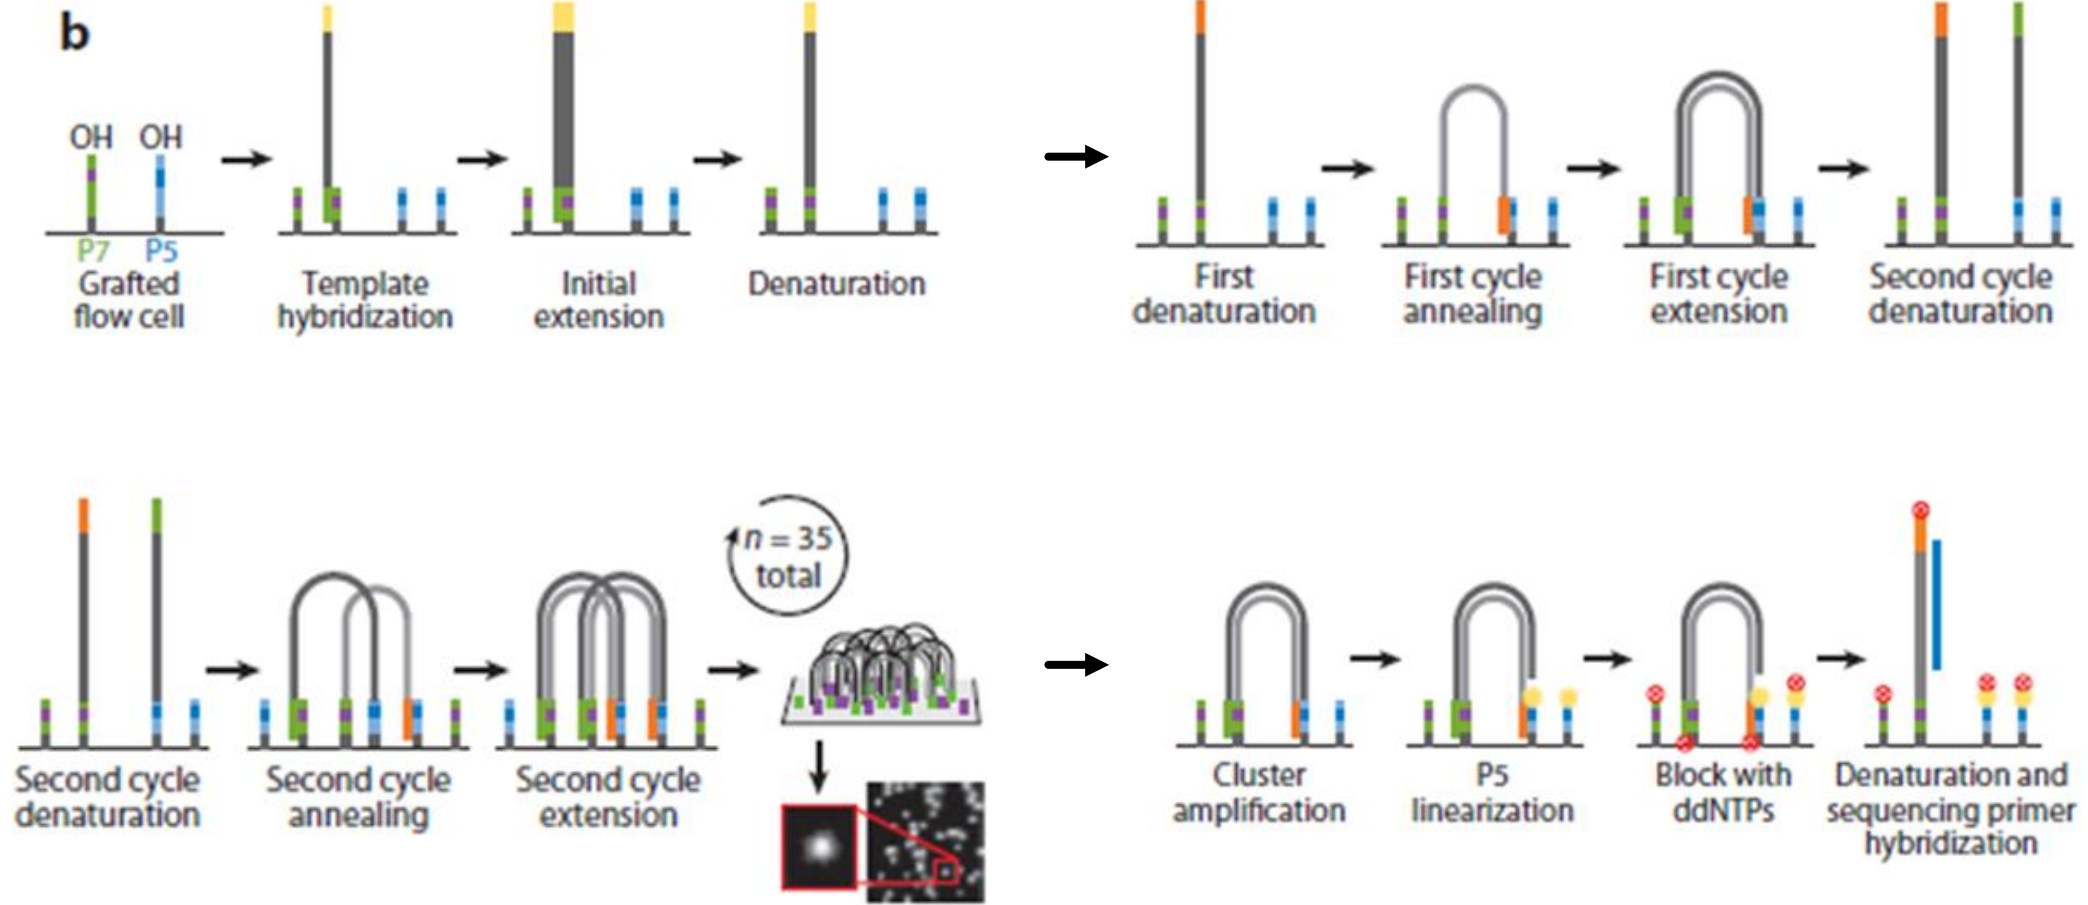 b
OH OH
P7 P5
Grafted
flow cell
Template
hybridization
Initial
extension
Denaturation
First
denaturation
First cycle
annealing
First cycle
extension
Second cycle
denaturation
n = 35
total
Second cycle
denaturation
Second cycle
annealing
Second cycle
extension
Cluster
amplification
P5
linearization
Block with
ddNTPs
Denaturation and
sequencing primer
hybridization